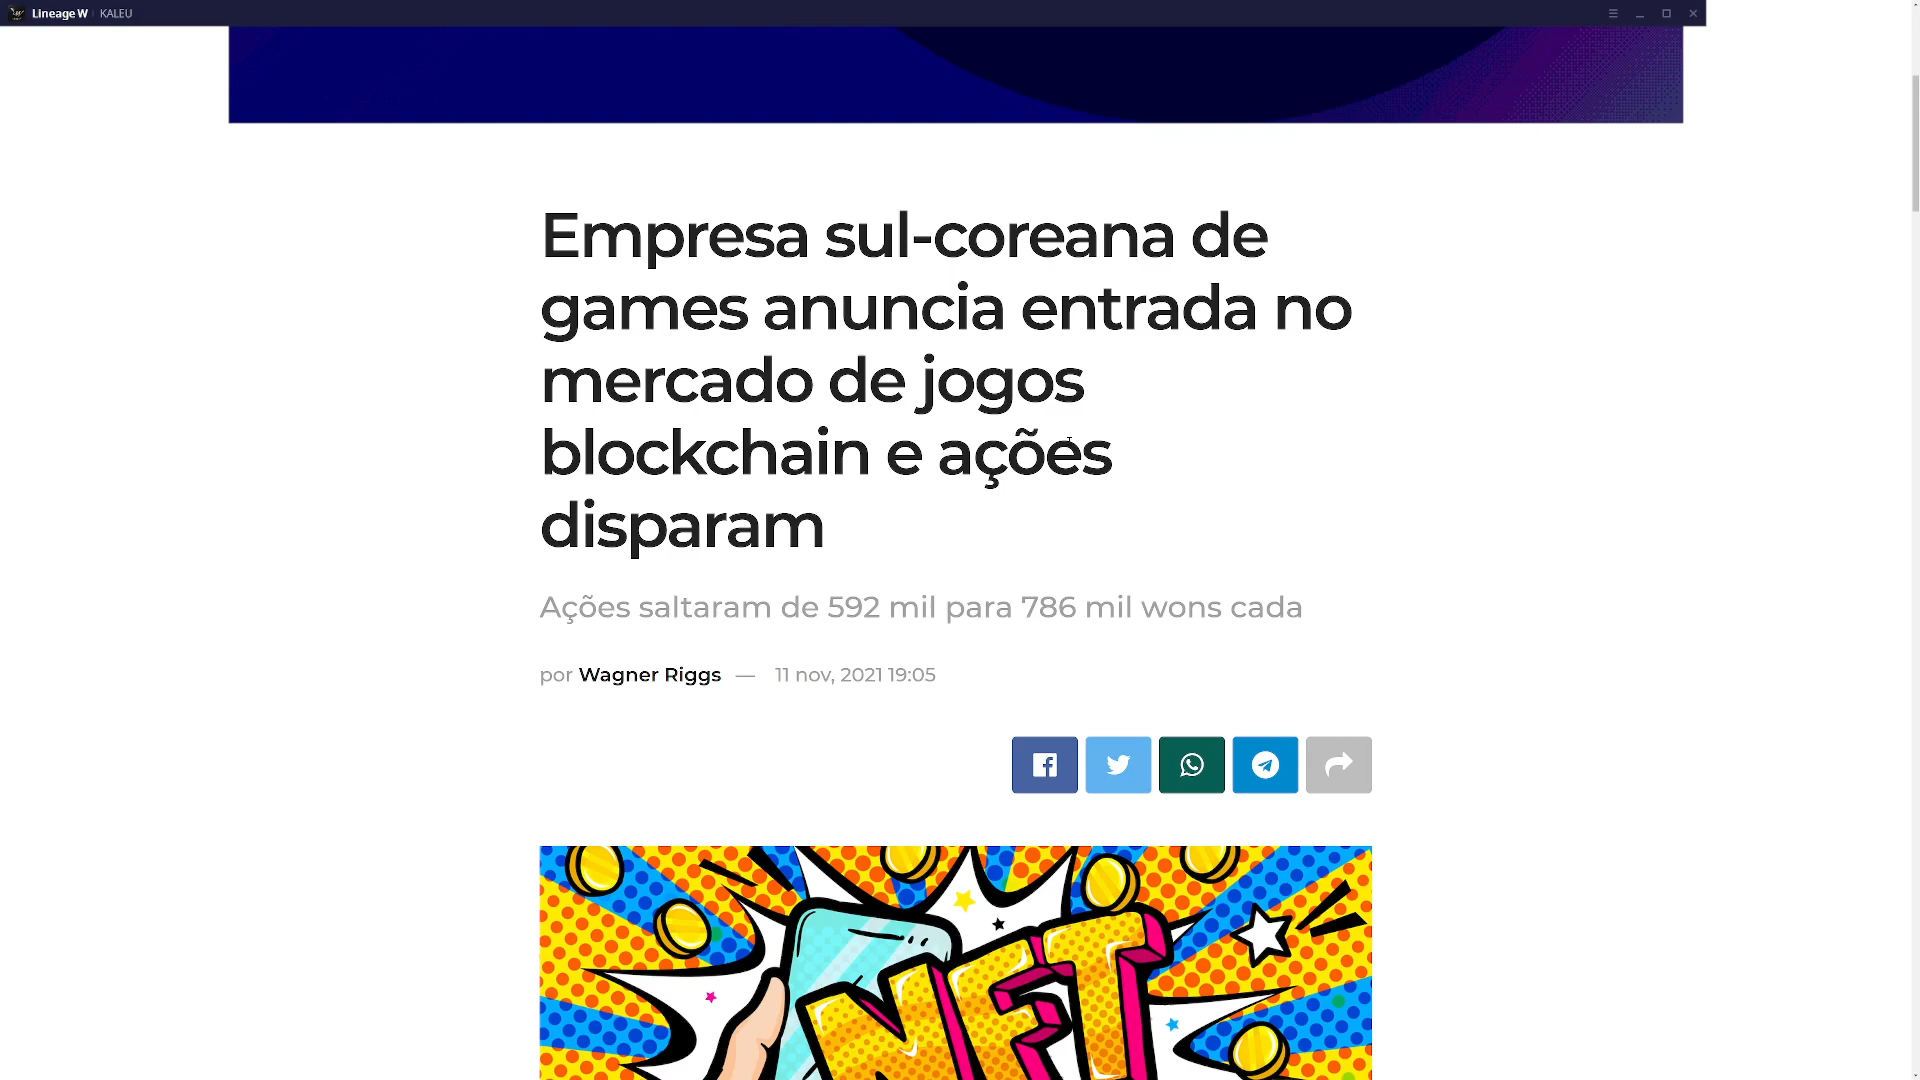 Lineage W KALEU
Empresa sul-coreana de
games anuncia entrada no
mercado de jogos
blockchain e ações
disparam
Ações saltaram de 592 mil para 786 mil wons cada
por Wagner Riggs — 11 nov, 2021 19:05
NFT